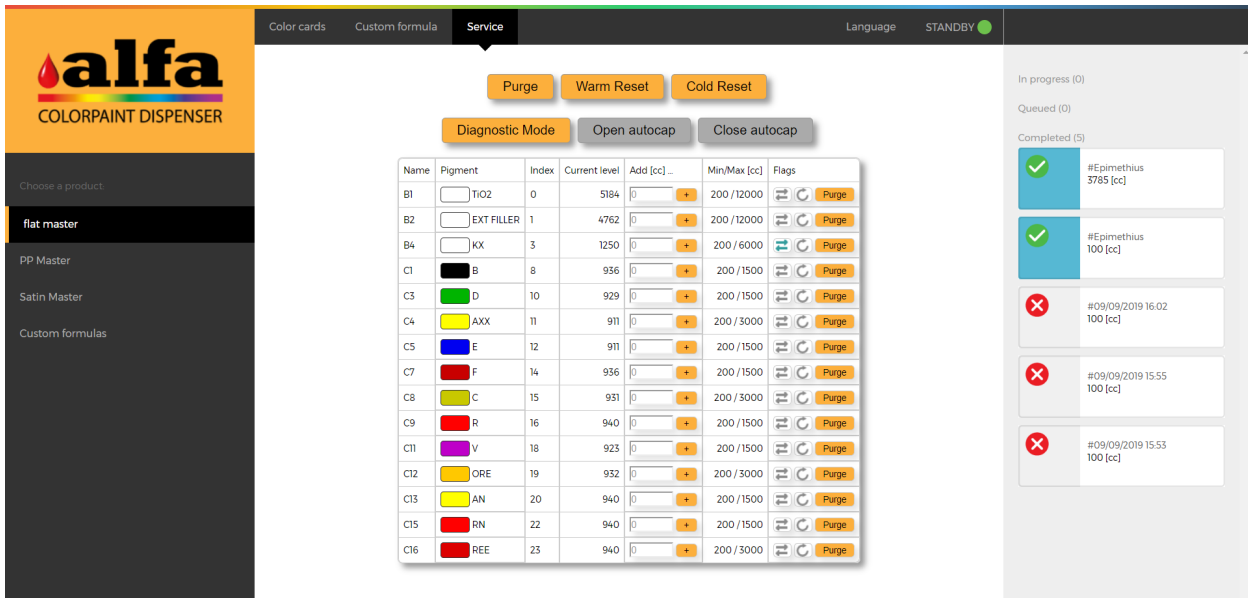 Color cards Custom formula Service Language STANDBY
alfa
COLORPAINT DISPENSER
Choose a product.
flat master
PP Master
Satin Master
Custom formulas
Purge Warm Reset Cold Reset
Diagnostic Mode Open autocap Close autocap
Name Pigment Index Current level Add [cc] ... Min/Max [cc] Flags
B1 TiO2 0 5184 0 + 200 / 12000 Purge
B2 EXT FILLER 1 4762 0 + 200 / 12000 Purge
B4 KX 3 1250 0 + 200 / 6000 Purge
C1 B 8 936 0 + 200 / 1500 Purge
C3 D 10 929 0 + 200 / 1500 Purge
C4 AXX 11 911 0 + 200 / 3000 Purge
C5 E 12 911 0 + 200 / 1500 Purge
C7 F 14 936 0 + 200 / 1500 Purge
C8 C 15 931 0 + 200 / 1500 Purge
C9 R 16 940 0 + 200 / 1500 Purge
C11 V 18 923 0 + 200 / 1500 Purge
C12 ORE 19 932 0 + 200 / 3000 Purge
C13 AN 20 940 0 + 200 / 1500 Purge
C15 RN 22 940 0 + 200 / 1500 Purge
C16 REE 23 940 0 + 200 / 3000 Purge
In progress (0)
Queued (0)
Completed (5)
#Epimethius
3785 [cc]
#Epimethius
100 [cc]
#09/09/2019 16:02
100 [cc]
#09/09/2019 15:55
100 [cc]
#09/09/2019 15:53
100 [cc]